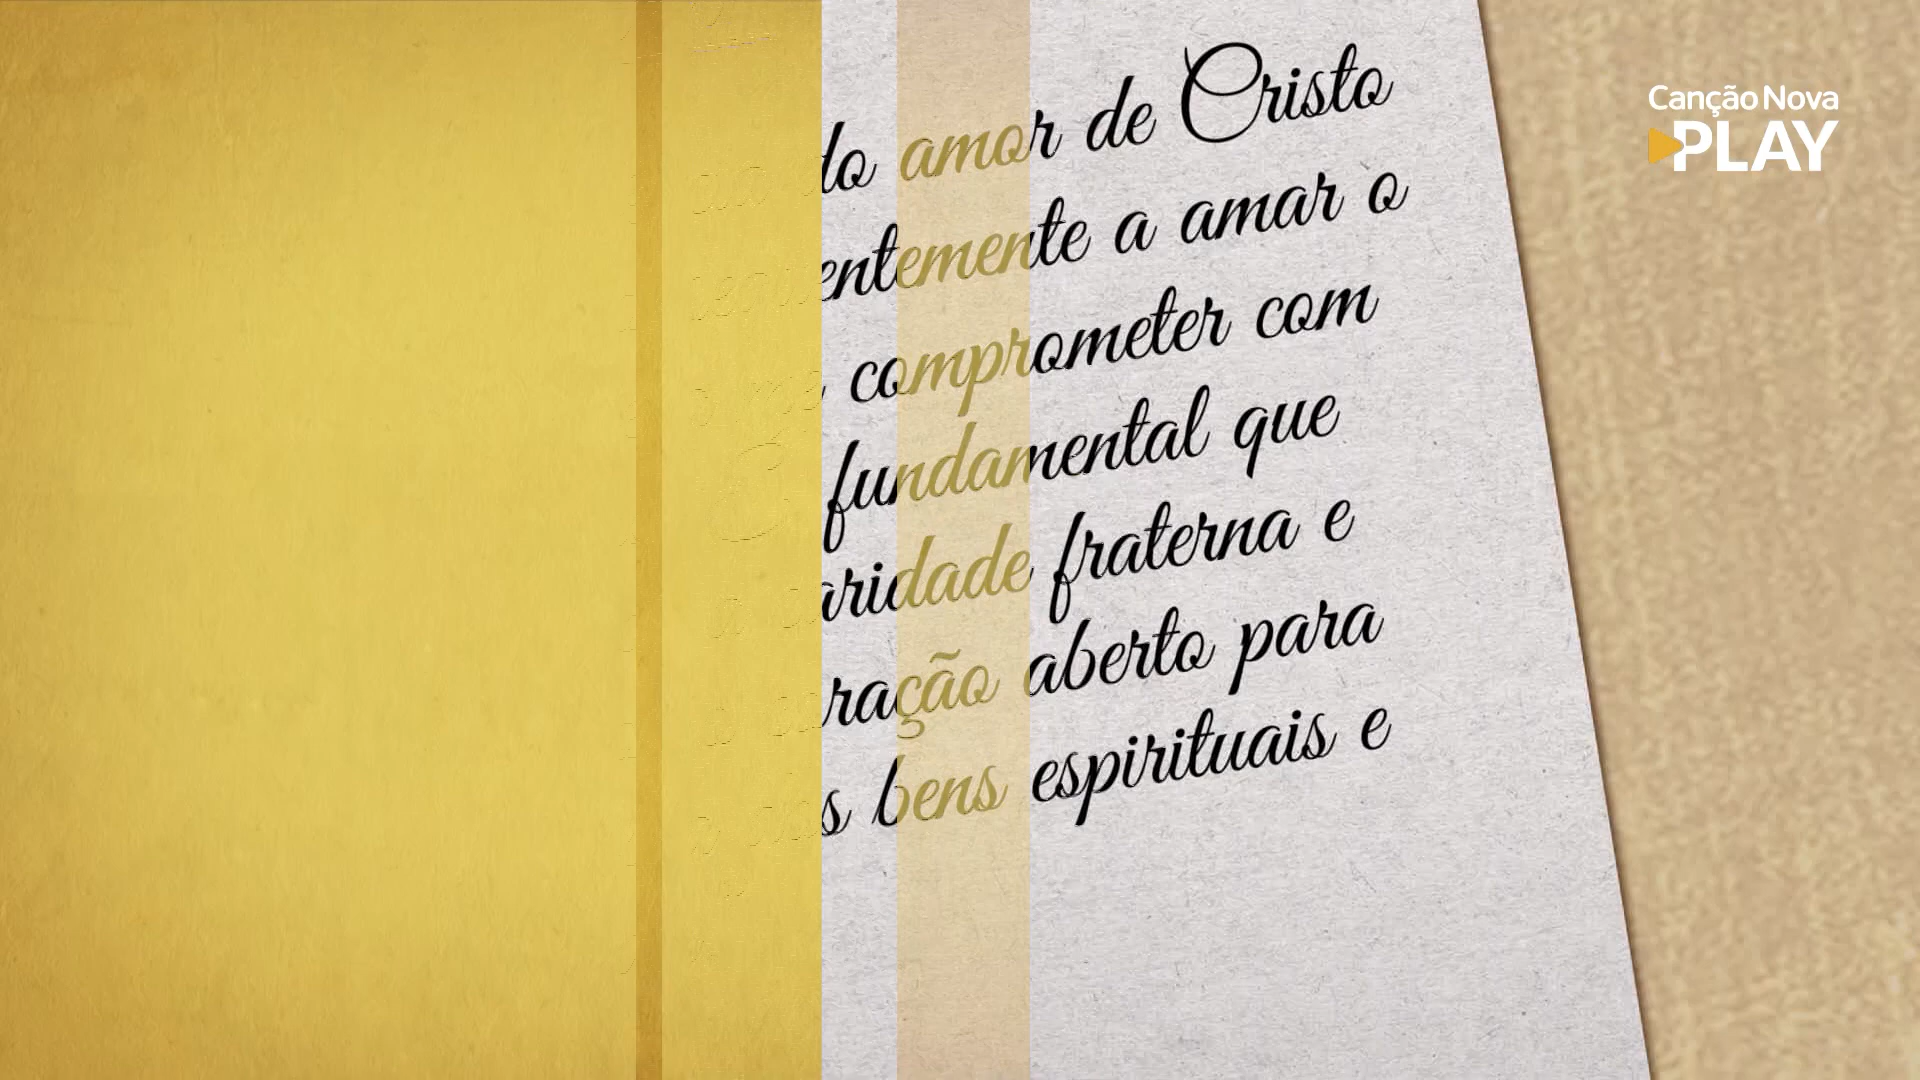 do amor de Cristo
entemente a amar o
comprometer com
fundamental que
aridade fraterna e
ração aberto para
s bens espirituais e
Canção Nova
PLAY